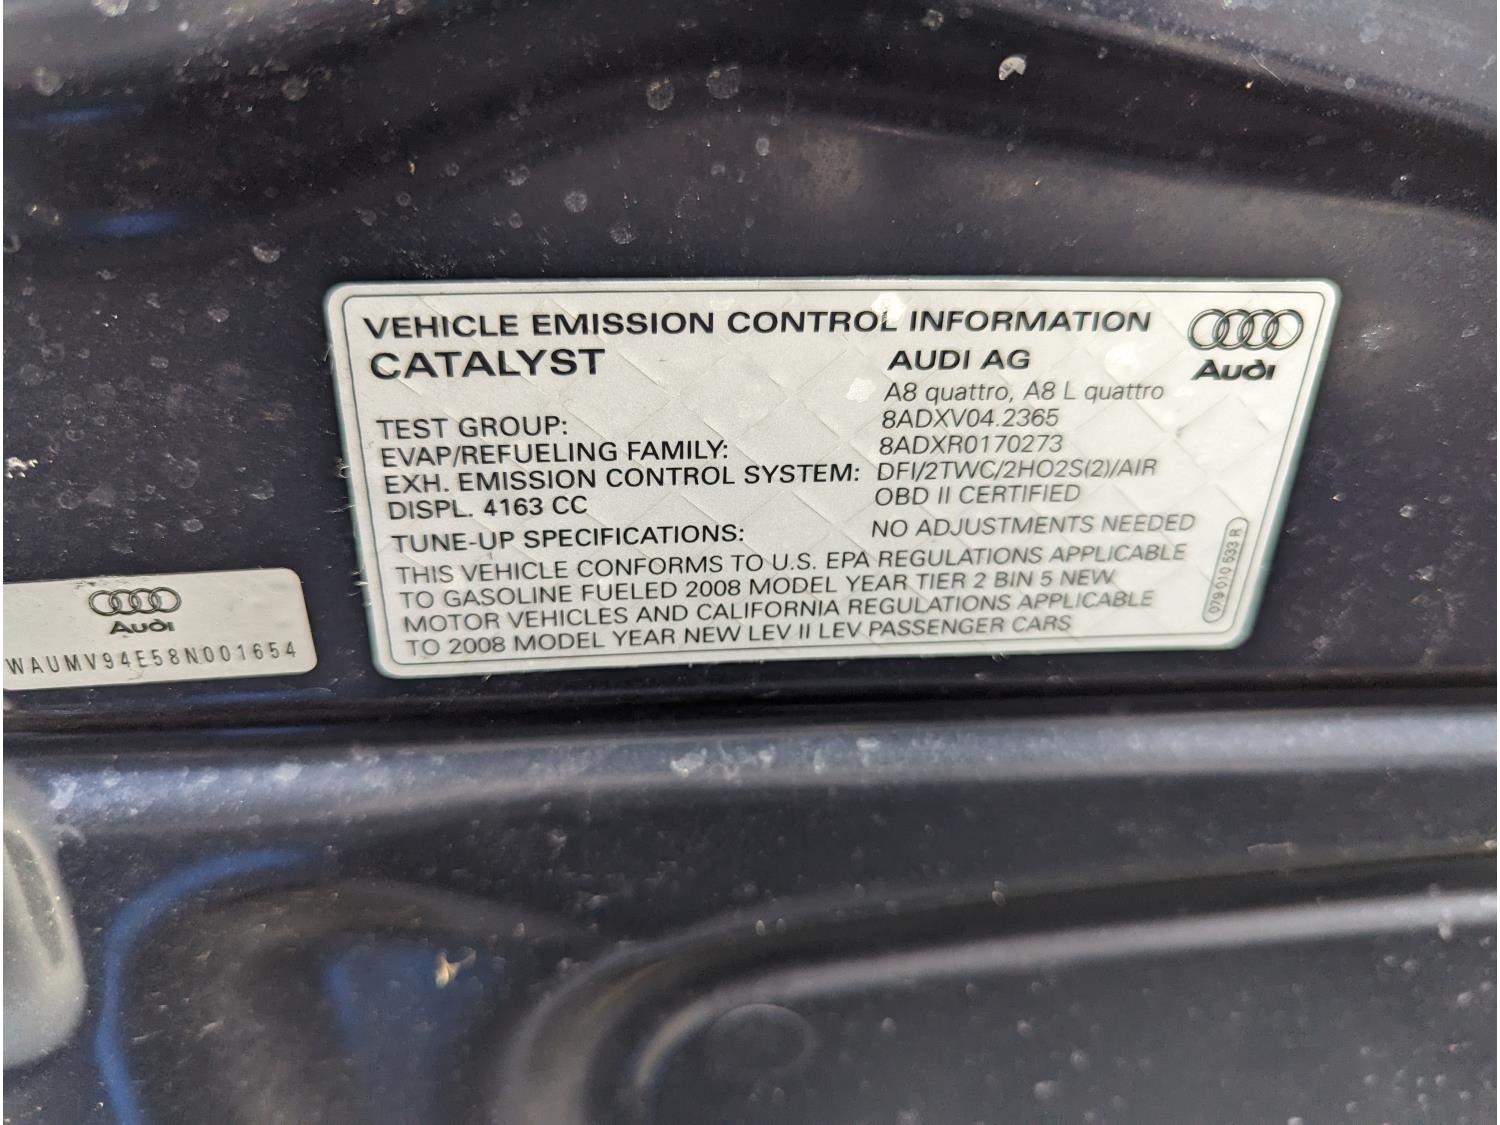 VEHICLE EMISSION CONTROL INFORMATION
CATALYST
AUDI AG
Audi
A8 quattro, A8 L quattro
TEST GROUP: 8ADXV04.2365
EVAP/REFUELING FAMILY: 8ADXR0170273
EXH. EMISSION CONTROL SYSTEM: DFI/2TWC/2HO2S(2)/AIR
DISPL. 4163 CC OBD II CERTIFIED
TUNE-UP SPECIFICATIONS: NO ADJUSTMENTS NEEDED
THIS VEHICLE CONFORMS TO U.S. EPA REGULATIONS APPLICABLE
TO GASOLINE FUELED 2008 MODEL YEAR TIER 2 BIN 5 NEW
MOTOR VEHICLES AND CALIFORNIA REGULATIONS APPLICABLE
TO 2008 MODEL YEAR NEW LEV II LEV PASSENGER CARS
079 010 533 R
Audi
WAUMV94E58N001654